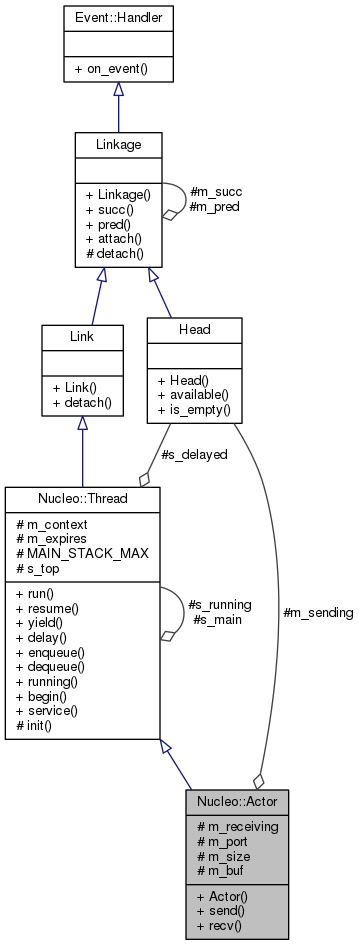 Event::Handler
+ on_event()
Linkage
+ Linkage()
+ succ()
+ pred()
+ attach()
# detach()
#m_succ
#m_pred
Link
+ Link()
+ detach()
Head
+ Head()
+ available()
+ is_empty()
#s_delayed
Nucleo::Thread
# m_context
# m_expires
# MAIN_STACK_MAX
# s_top
+ run()
+ resume()
+ yield()
+ delay()
+ enqueue()
+ dequeue()
+ running()
+ begin()
+ service()
# init()
#s_running
#s_main
#m_sending
Nucleo::Actor
# m_receiving
# m_port
# m_size
# m_buf
+ Actor()
+ send()
+ recv()